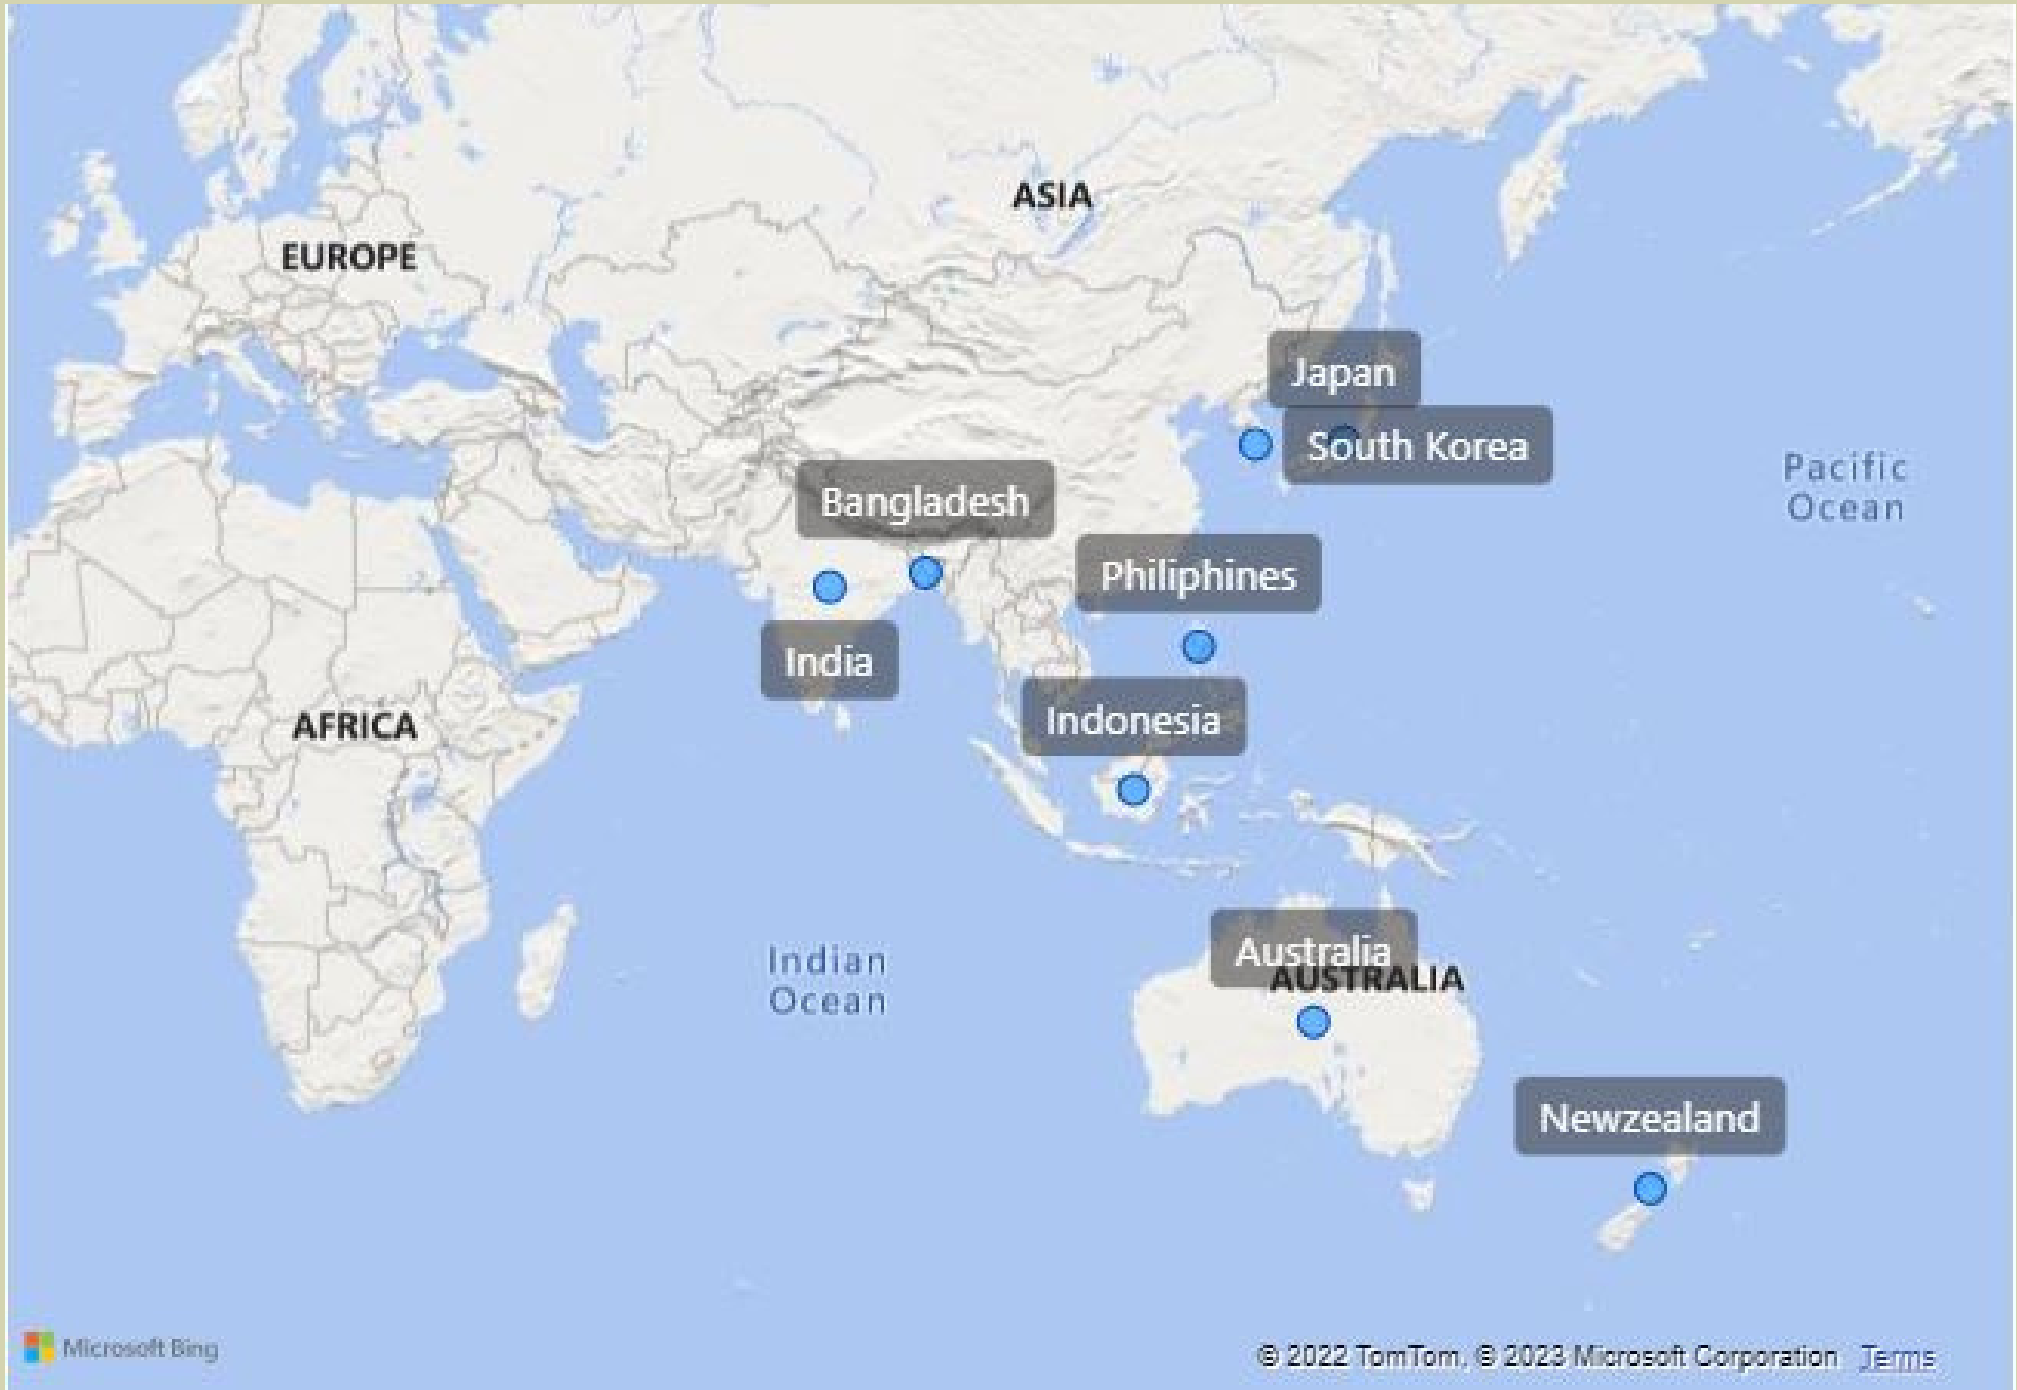 ASIA
EUROPE
Japan
South Korea
Pacific
Ocean
Bangladesh
Philiphines
India
Indonesia
AFRICA
Australia
AUSTRALIA
Indian
Ocean
Newzealand
Microsoft Bing
© 2022 TomTom, © 2023 Microsoft Corporation Terms